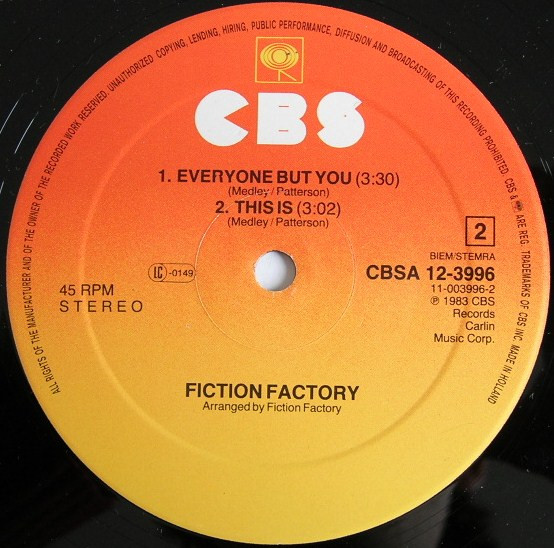 ALL RIGHTS OF THE MANUFACTURER AND OF THE OWNER OF THE RECORDED WORK RESERVED. UNAUTHORIZED COPYING, LENDING, HIRING, PUBLIC PERFORMANCE, DIFFUSION AND BROADCASTING OF THIS RECORDING PROHIBITED. CBS & ARE REG. TRADEMARKS OF CBS INC. MADE IN HOLLAND
CBS
1. EVERYONE BUT YOU (3:30)
(Medley/Patterson)
2. THIS IS (3:02)
(Medley/Patterson)
2
BIEM/STEMRA
LC -0149
CBSA 12-3996
11-003996-2
45 RPM
STEREO
℗ 1983 CBS
Records
Carlin
Music Corp.
FICTION FACTORY
Arranged by Fiction Factory